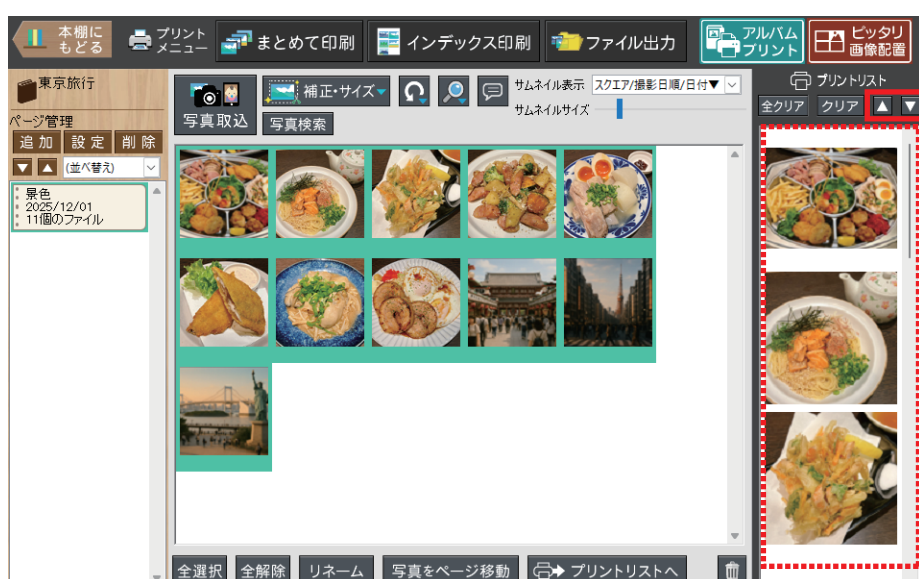 本棚に
もどる
プリント
メニュー
まとめて印刷
インデックス印刷
ファイル出力
アルバム
プリント
ピッタリ
画像配置
東京旅行
ページ管理
追加 設定 削除
▼ ▲ (並べ替え)
景色
2025/12/01
11個のファイル
写真取込
補正・サイズ▼
写真検索
サムネイル表示 スクエア/撮影日順/日付▼
サムネイルサイズ
プリントリスト
全クリア クリア ▲ ▼
全選択 全解除 リネーム 写真をページ移動 プリントリストへ